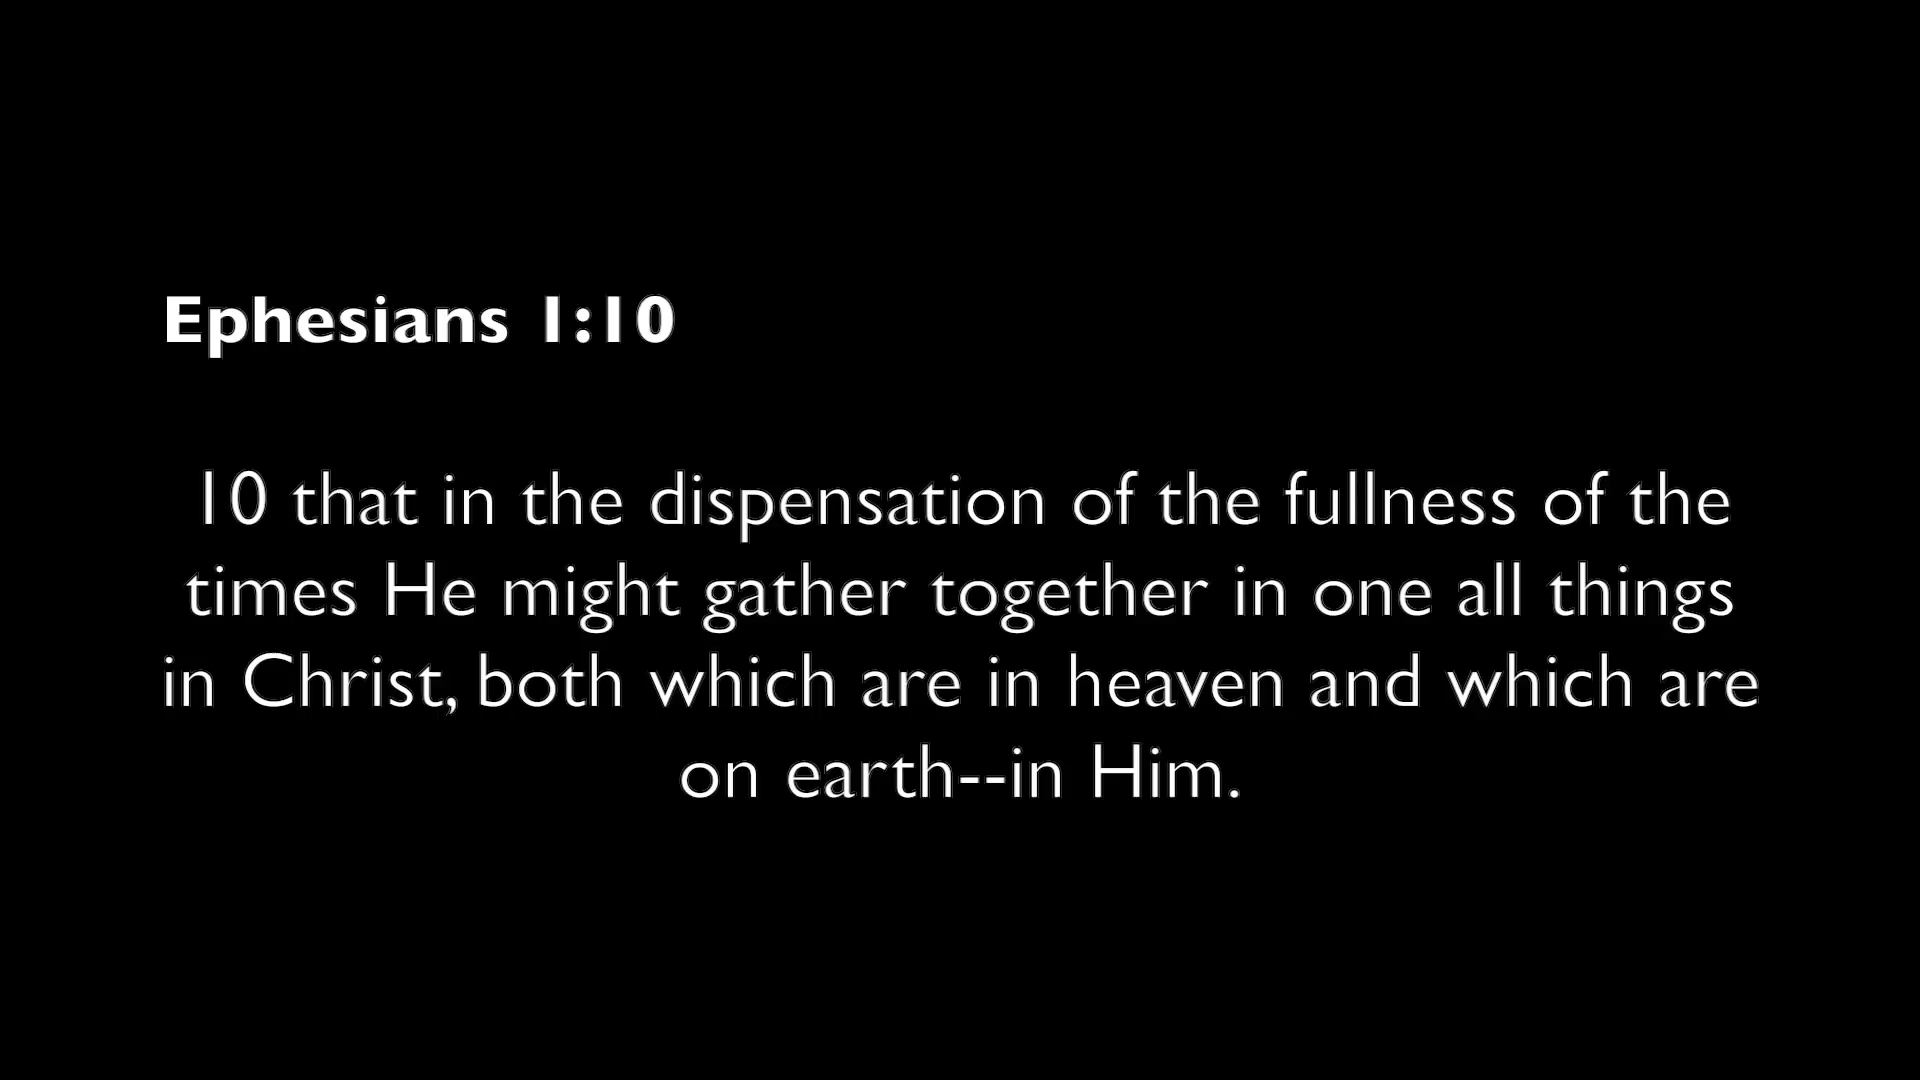 Ephesians 1:10
10 that in the dispensation of the fullness of the
times He might gather together in one all things
in Christ, both which are in heaven and which are
on earth--in Him.